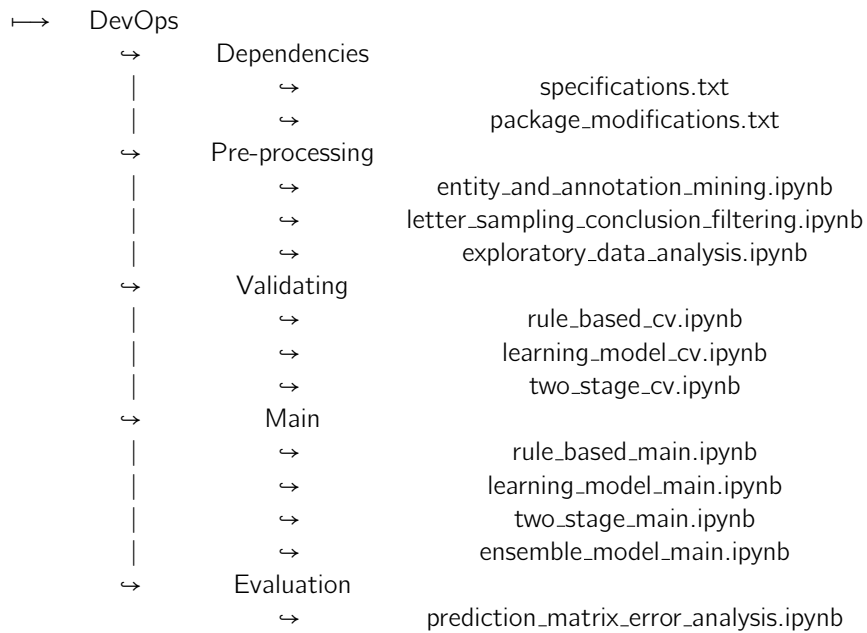 ⟼ DevOps
↪ Dependencies
| ↪ specifications.txt
| ↪ package_modifications.txt
↪ Pre-processing
| ↪ entity_and_annotation_mining.ipynb
| ↪ letter_sampling_conclusion_filtering.ipynb
| ↪ exploratory_data_analysis.ipynb
↪ Validating
| ↪ rule_based_cv.ipynb
| ↪ learning_model_cv.ipynb
| ↪ two_stage_cv.ipynb
↪ Main
| ↪ rule_based_main.ipynb
| ↪ learning_model_main.ipynb
| ↪ two_stage_main.ipynb
| ↪ ensemble_model_main.ipynb
↪ Evaluation
↪ prediction_matrix_error_analysis.ipynb